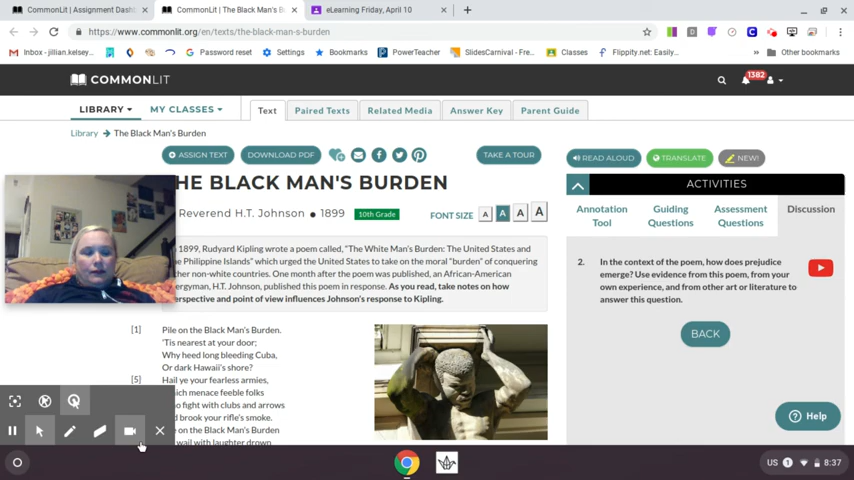 CommonLit | Assignment Dash
CommonLit | The Black Man's B
eLearning Friday, April 10
https://www.commonlit.org/en/texts/the-black-man-s-burden
Inbox - jillian.kelsey...
Password reset
Settings
Bookmarks
PowerTeacher
SlidesCarnival - Fre...
Classes
Flippity.net: Easily...
Other bookmarks
COMMONLIT
1382
LIBRARY
MY CLASSES
Text
Paired Texts
Related Media
Answer Key
Parent Guide
Library → The Black Man's Burden
ASSIGN TEXT
DOWNLOAD PDF
TAKE A TOUR
HE BLACK MAN'S BURDEN
Reverend H.T. Johnson ● 1899
10th Grade
FONT SIZE A A A A
1899, Rudyard Kipling wrote a poem called, "The White Man's Burden: The United States and
e Philippine Islands" which urged the United States to take on the moral "burden" of conquering
her non-white countries. One month after the poem was published, an African-American
ergyman, H.T. Johnson, published this poem in response. As you read, take notes on how
erspective and point of view influences Johnson's response to Kipling.
[1] Pile on the Black Man's Burden.
'Tis nearest at your door;
Why heed long bleeding Cuba,
Or dark Hawaii's shore?
[5] Hail ye your fearless armies,
ich menace feeble folks
o fight with clubs and arrows
d brook your rifle's smoke.
e on the Black Man's Burden
wail with laughter drown
READ ALOUD
TRANSLATE
NEW!
ACTIVITIES
Annotation
Tool
Guiding
Questions
Assessment
Questions
Discussion
2. In the context of the poem, how does prejudice
emerge? Use evidence from this poem, from your
own experience, and from other art or literature to
answer this question.
BACK
Help
US 1 8:37